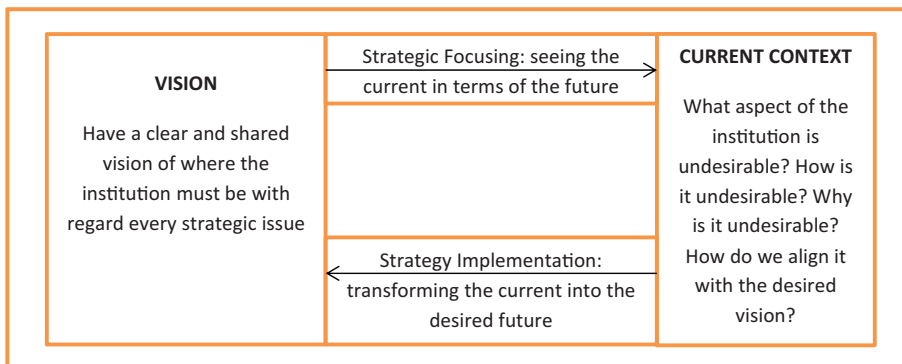 VISION
Have a clear and shared
vision of where the
institution must be with
regard every strategic issue
Strategic Focusing: seeing the
current in terms of the future
Strategy Implementation:
transforming the current into the
desired future
CURRENT CONTEXT
What aspect of the
institution is
undesirable? How is
it undesirable? Why
is it undesirable?
How do we align it
with the desired
vision?